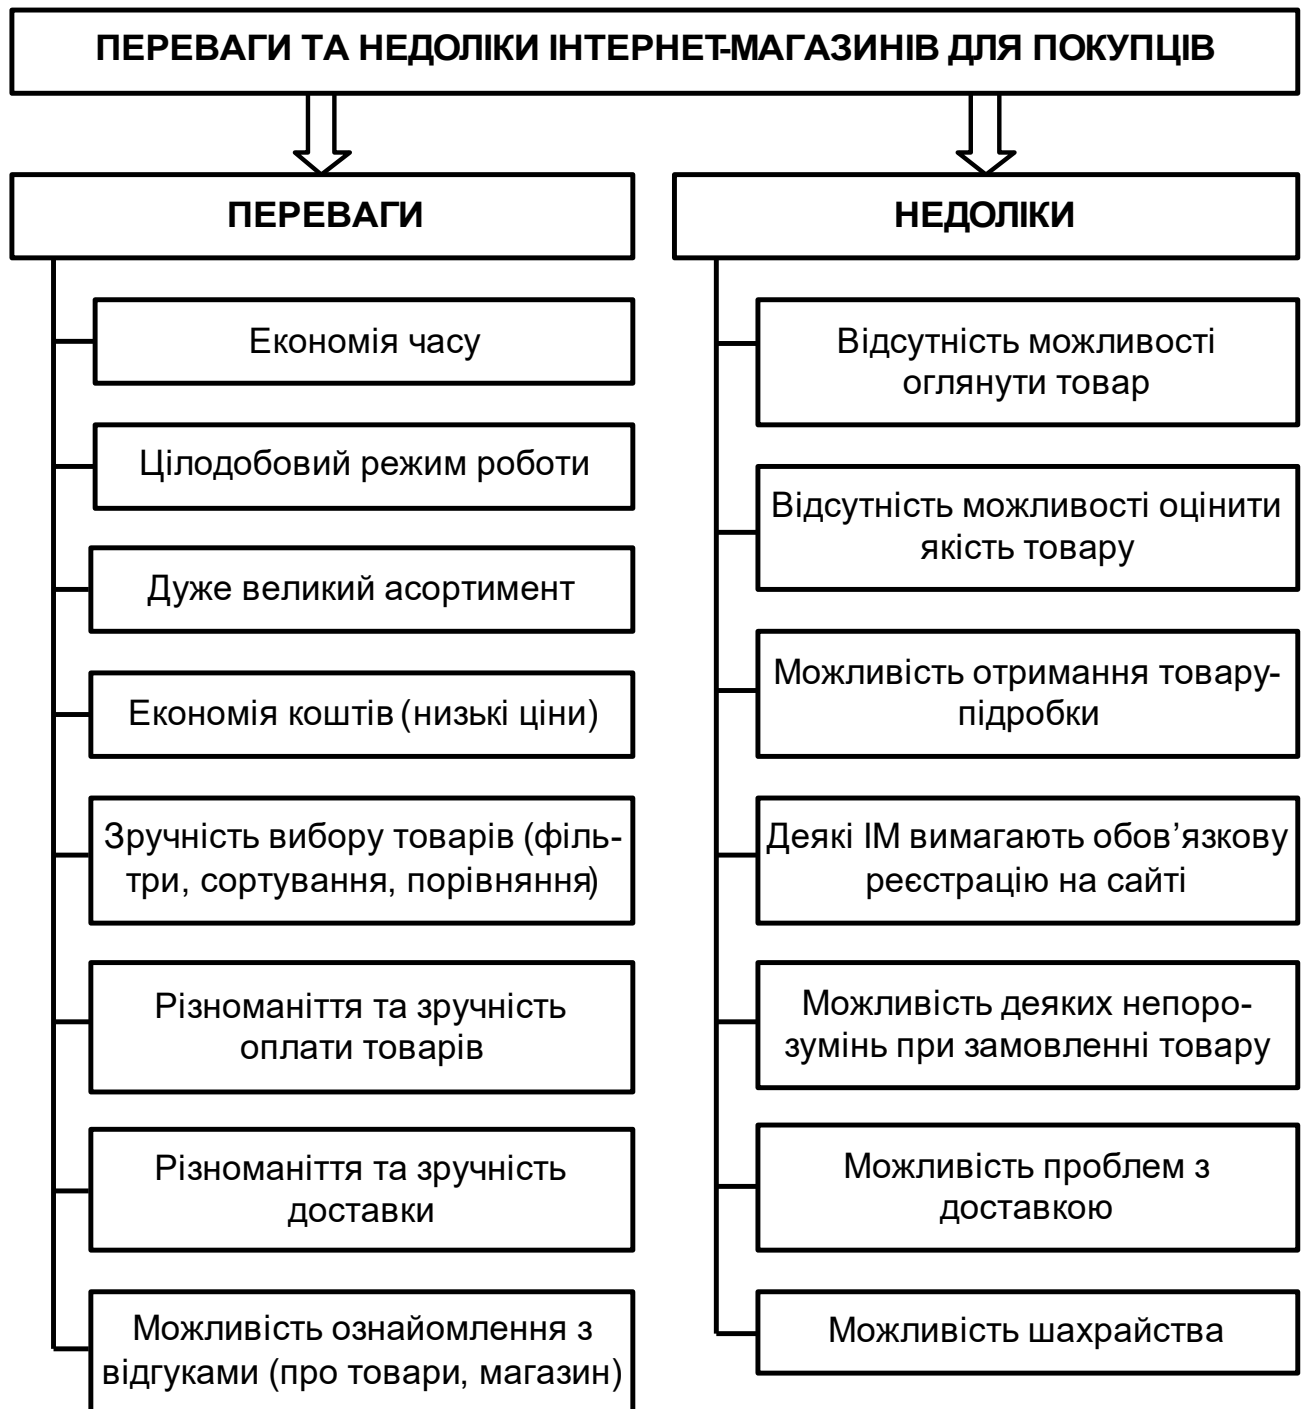 ПЕРЕВАГИ ТА НЕДОЛІКИ ІНТЕРНЕТ-МАГАЗИНІВ ДЛЯ ПОКУПЦІВ
ПЕРЕВАГИ
Економія часу
Цілодобовий режим роботи
Дуже великий асортимент
Економія коштів (низькі ціни)
Зручність вибору товарів (філь-
три, сортування, порівняння)
Різноманіття та зручність
оплати товарів
Різноманіття та зручність
доставки
Можливість ознайомлення з
відгуками (про товари, магазин)
НЕДОЛІКИ
Відсутність можливості
оглянути товар
Відсутність можливості оцінити
якість товару
Можливість отримання товару-
підробки
Деякі ІМ вимагають обов’язкову
реєстрацію на сайті
Можливість деяких непоро-
зумінь при замовленні товару
Можливість проблем з
доставкою
Можливість шахрайства